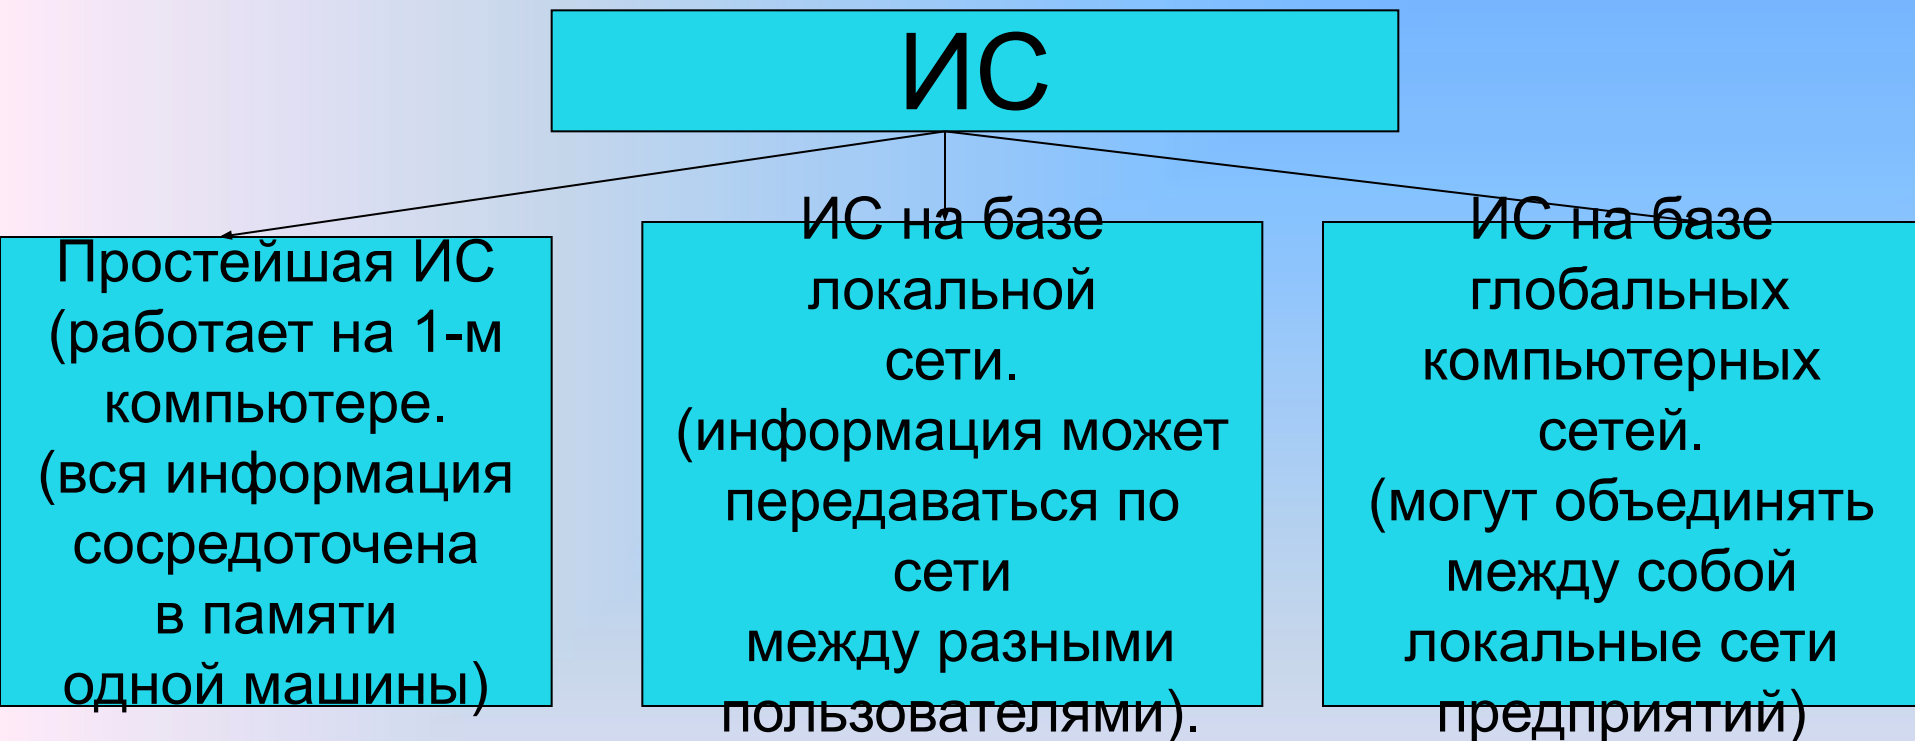 ИС
Простейшая ИС
(работает на 1-м
компьютере.
(вся информация
сосредоточена
в памяти
одной машины)
ИС на базе
локальной
сети.
(информация может
передаваться по
сети
между разными
пользователями).
ИС на базе
глобальных
компьютерных
сетей.
(могут объединять
между собой
локальные сети
предприятий)